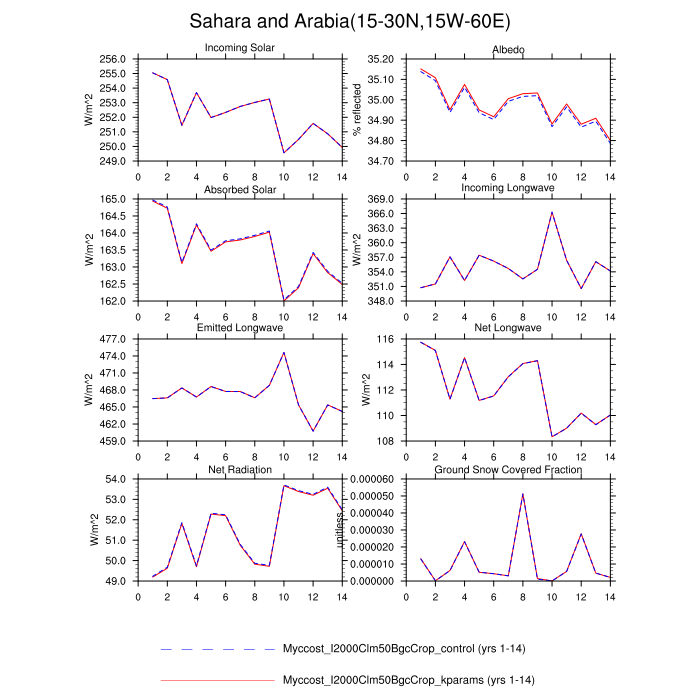 Sahara and Arabia(15-30N,15W-60E)
Incoming Solar
256.0
255.0
254.0
253.0
252.0
251.0
250.0
249.0
W/m^2
0 2 4 6 8 10 12 14
Albedo
35.20
35.10
35.00
34.90
34.80
34.70
% reflected
0 2 4 6 8 10 12 14
Absorbed Solar
165.0
164.5
164.0
163.5
163.0
162.5
162.0
W/m^2
0 2 4 6 8 10 12 14
Incoming Longwave
369.0
366.0
363.0
360.0
357.0
354.0
351.0
348.0
W/m^2
0 2 4 6 8 10 12 14
Emitted Longwave
477.0
474.0
471.0
468.0
465.0
462.0
459.0
W/m^2
0 2 4 6 8 10 12 14
Net Longwave
116
114
112
110
108
W/m^2
0 2 4 6 8 10 12 14
Net Radiation
54.0
53.0
52.0
51.0
50.0
49.0
W/m^2
0 2 4 6 8 10 12 14
Ground Snow Covered Fraction
0.000060
0.000050
0.000040
0.000030
0.000020
0.000010
0.000000
unitless
0 2 4 6 8 10 12 14
Myccost_I2000Clm50BgcCrop_control (yrs 1-14)
Myccost_I2000Clm50BgcCrop_kparams (yrs 1-14)